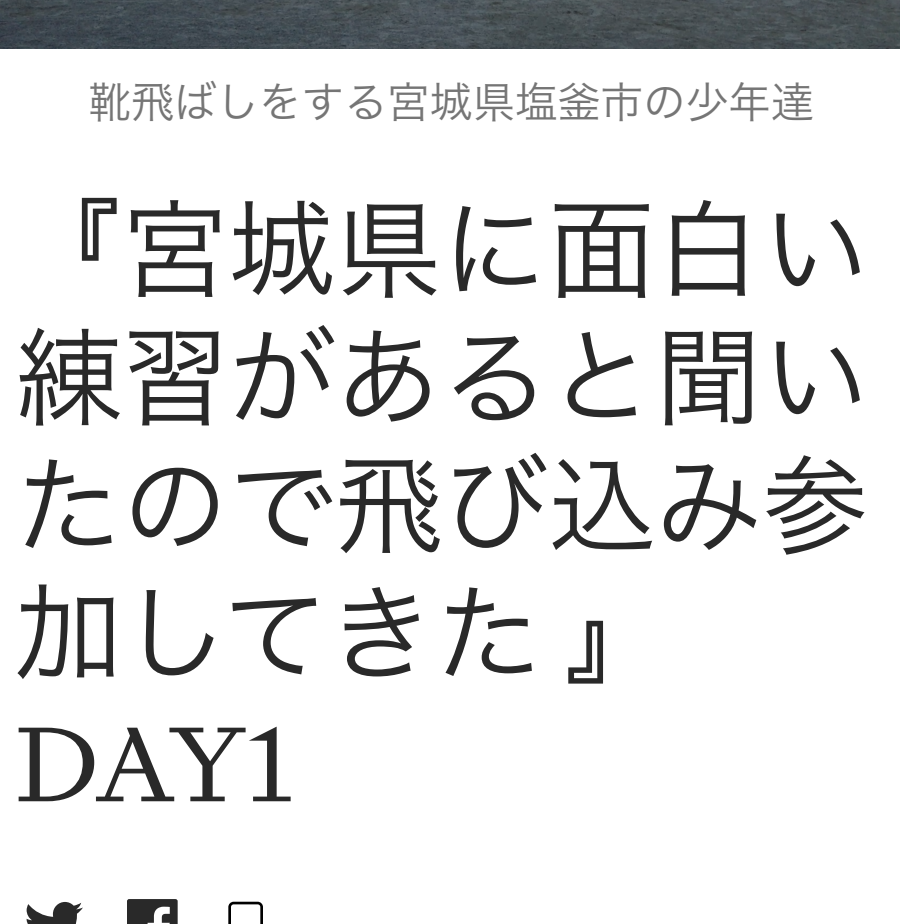 靴飛ばしをする宮城県塩釜市の少年達
『宮城県に面白い
練習があると聞い
たので飛び込み参
加してきた 』
DAY1